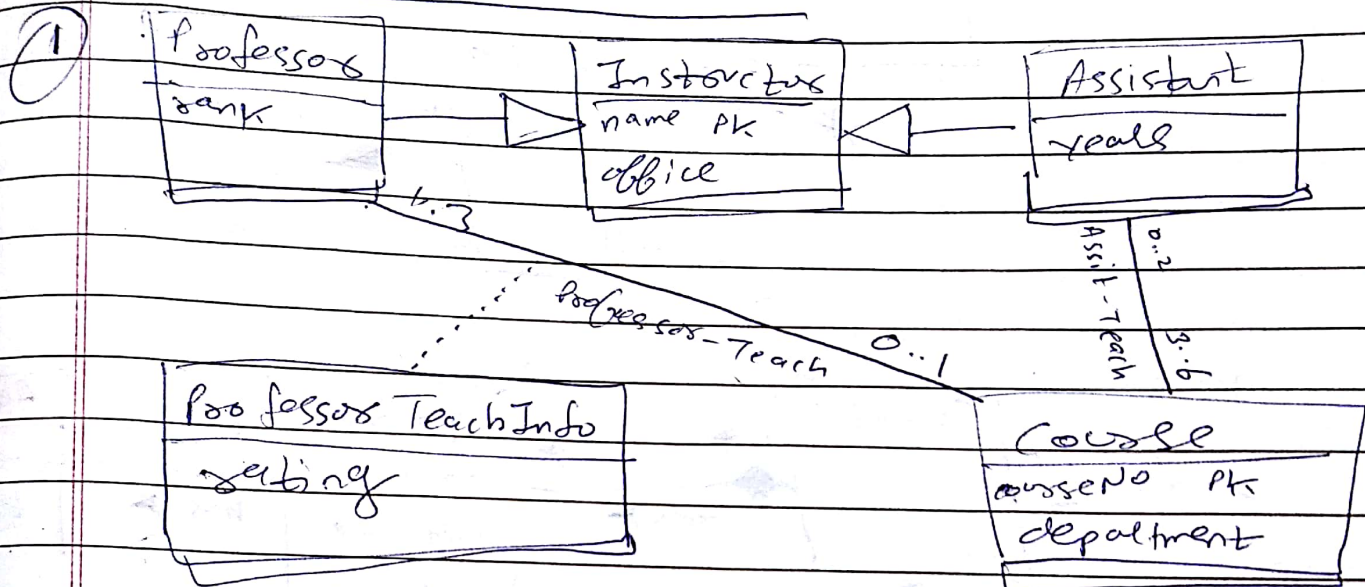 1
Professor
rank
Instructor
name PK
office
Assistant
years
1..3
Professor-Teach
0..1
0..2
Assit-Teach
3..6
Professor TeachInfo
rating
Course
courseNo PK
department